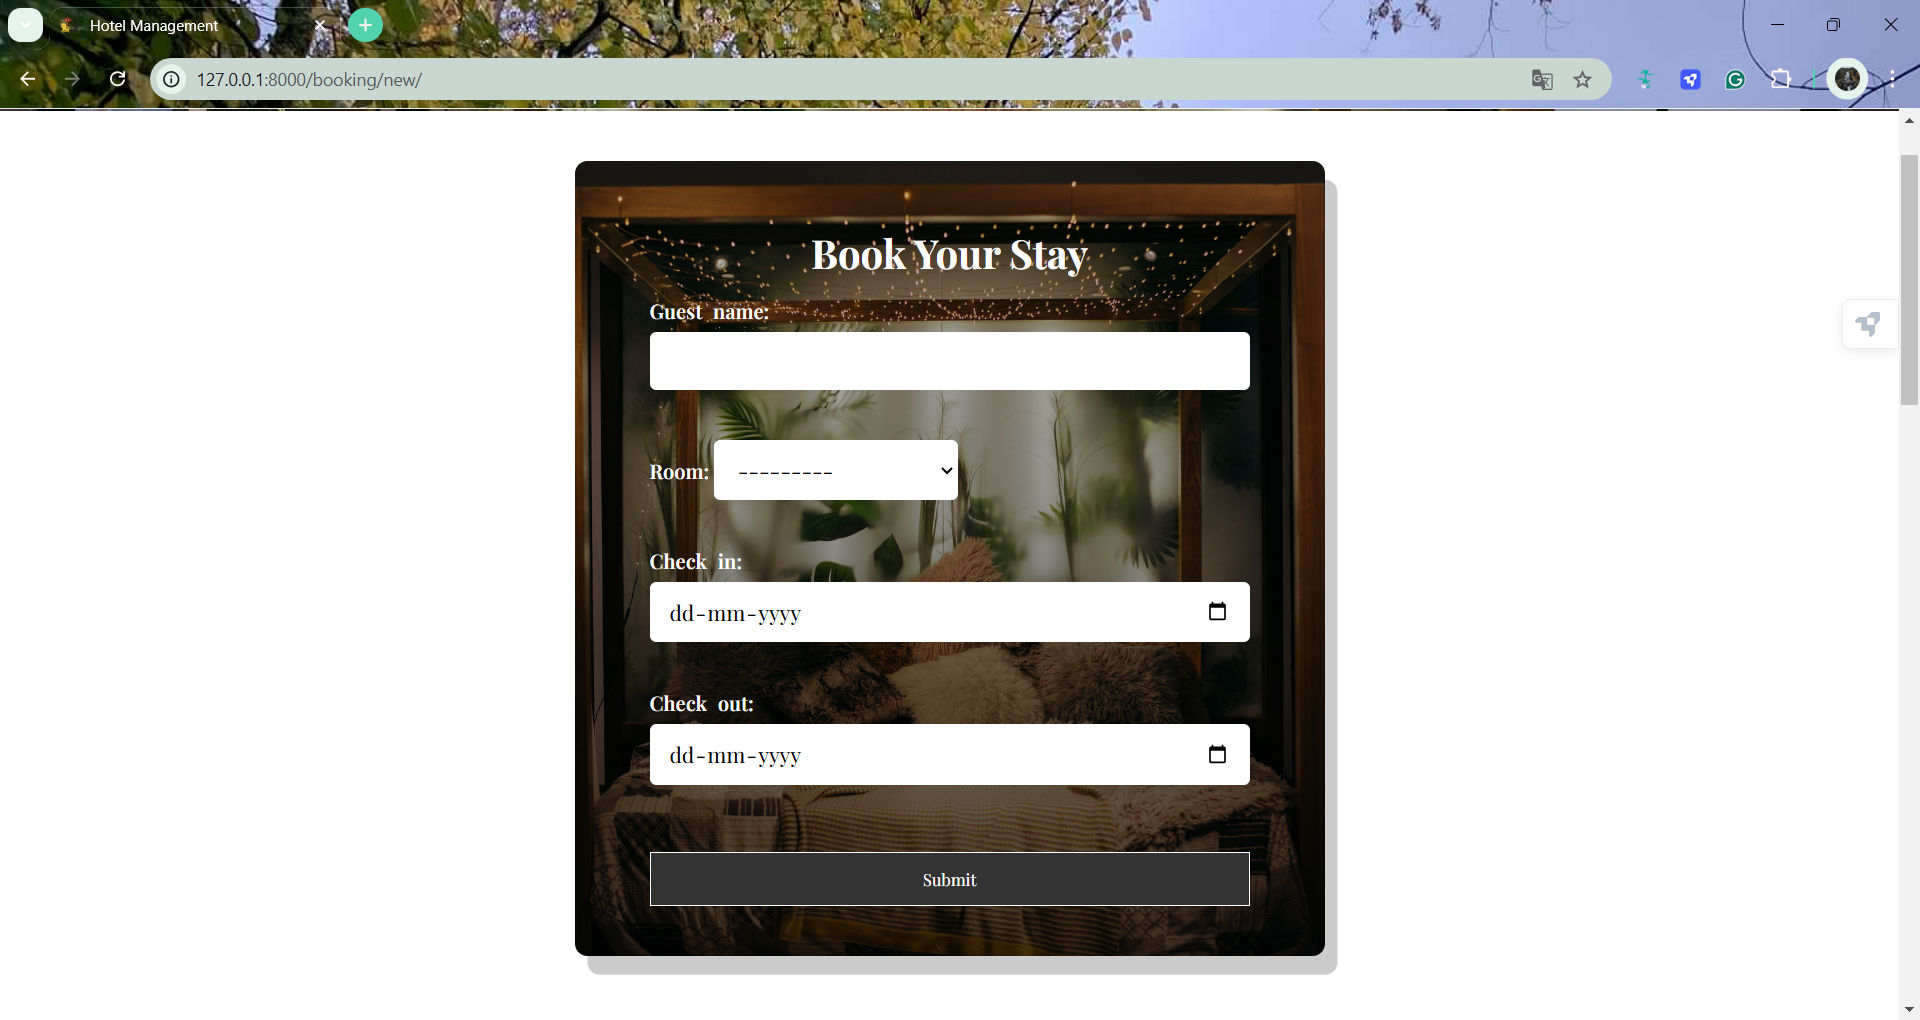 Hotel Management
127.0.0.1:8000/booking/new/
Book Your Stay
Guest name:
Room: ---------
Check in:
dd-mm-yyyy
Check out:
dd-mm-yyyy
Submit